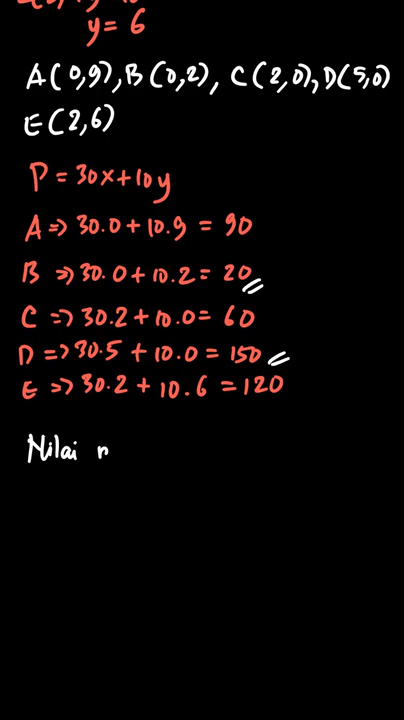 y = 6
A(0,9), B(0,2), C(2,0), D(5,0)
E(2,6)
P = 30x+10y
A => 30.0 + 10.9 = 90
B => 30.0 + 10.2 = 20
C => 30.2 + 10.0 = 60
D => 30.5 + 10.0 = 150
E => 30.2 + 10.6 = 120
Nilai